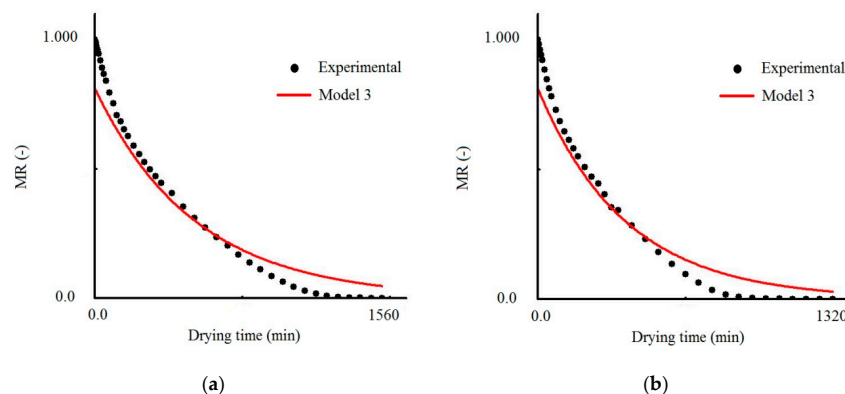 1.000
Experimental
Model 3
MR (-)
0.0
0.0
1560
Drying time (min)
(a)
1.000
Experimental
Model 3
MR (-)
0.0
0.0
1320
Drying time (min)
(b)